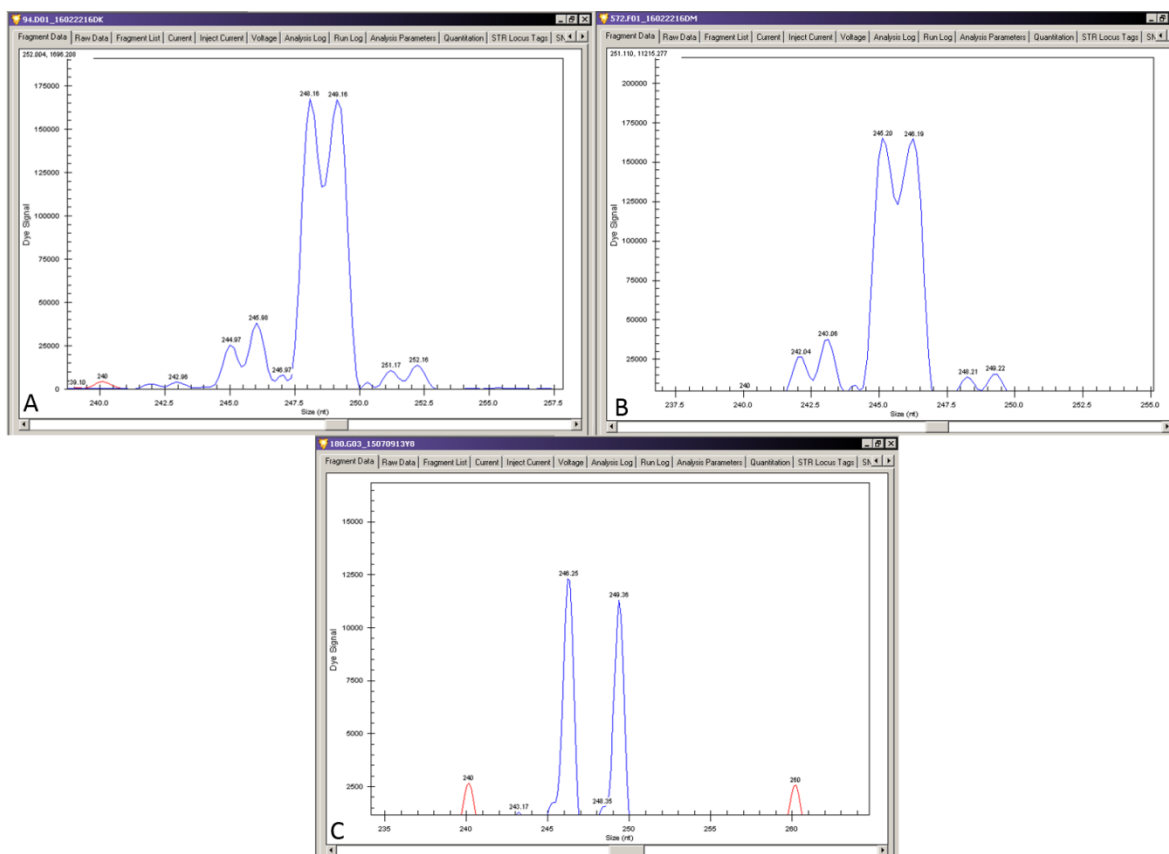 94.D01_16022216DK
Fragment Data Raw Data Fragment List Current Inject Current Voltage Analysis Log Run Log Analysis Parameters Quantitation STR Locus Tags SN
252.804, 1696.208
Dye Signal
175000
150000
125000
100000
75000
50000
25000
0
248.16 249.16
245.98
244.97
246.97
251.17 252.16
242.96
239.10 240
240.0 242.5 245.0 247.5 250.0 252.5 255.0 257.5
Size (nt)
A
572.F01_16022216DM
Fragment Data Raw Data Fragment List Current Inject Current Voltage Analysis Log Run Log Analysis Parameters Quantitation STR Locus Tags SN
251.110, 11215.277
Dye Signal
200000
175000
150000
125000
100000
75000
50000
25000
245.20 246.19
243.06
242.04
248.21 249.22
240
237.5 240.0 242.5 245.0 247.5 250.0 252.5 255.0
Size (nt)
B
180.G03_15070913Y8
Fragment Data Raw Data Fragment List Current Inject Current Voltage Analysis Log Run Log Analysis Parameters Quantitation STR Locus Tags SN
Dye Signal
15000
12500
10000
7500
5000
2500
246.25
249.36
240
243.17
248.35
260
235 240 245 250 255 260
Size (nt)
C